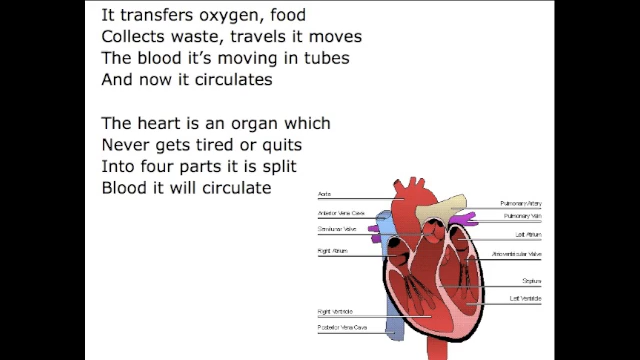 It transfers oxygen, food
Collects waste, travels it moves
The blood it's moving in tubes
And now it circulates
The heart is an organ which
Never gets tired or quits
Into four parts it is split
Blood it will circulate
Aorta
Anterior Vena Cava
Semilunar Valve
Right Atrium
Right Ventricle
Posterior Vena Cava
Pulmonary Artery
Pulmonary Vein
Left Atrium
Atrioventricular Valve
Septum
Left Ventricle